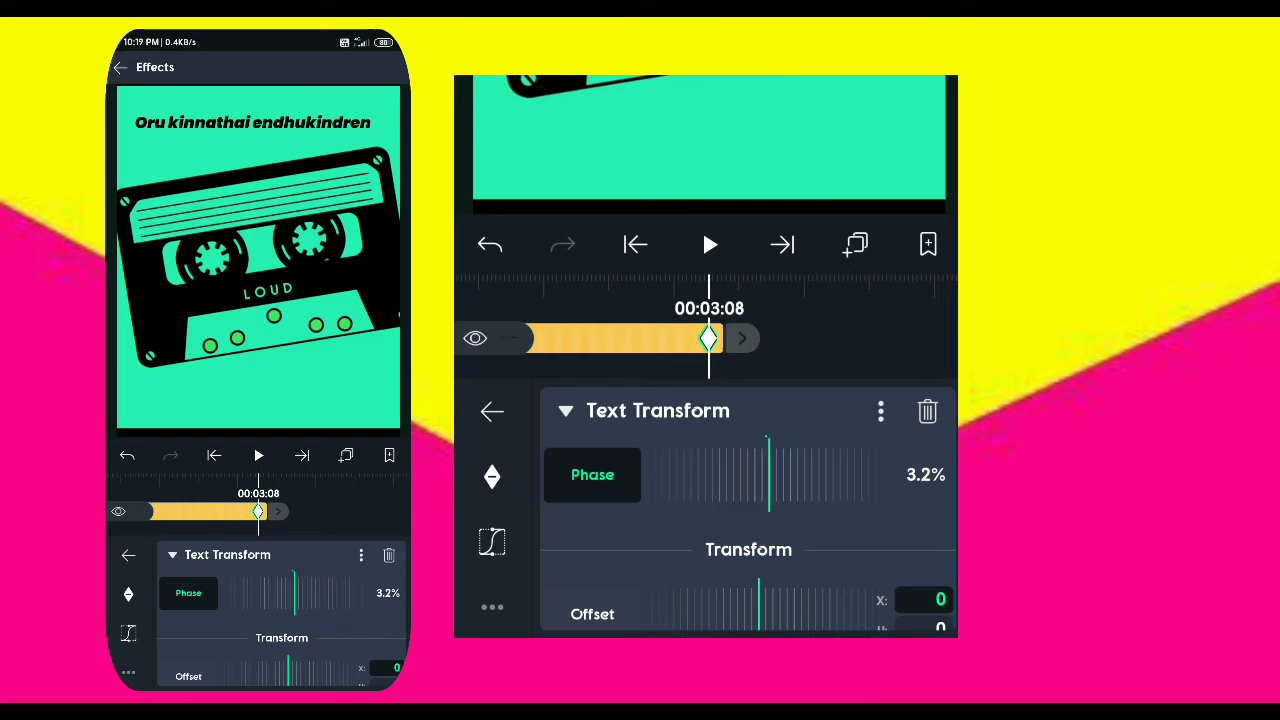 10:19 PM | 0.4KB/s
80
Effects
Oru kinnathai endhukindren
LOUD
00:03:08
Text Transform
Phase
3.2%
Transform
Offset
X:
0
00:03:08
Text Transform
Phase
3.2%
Transform
Offset
X:
0